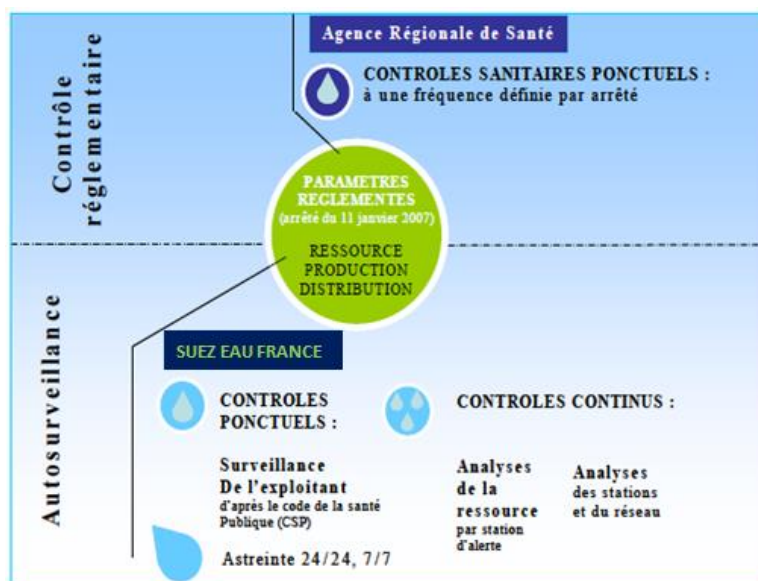 Contrôle
réglementaire
Agence Régionale de Santé
CONTROLES SANITAIRES PONCTUELS :
à une fréquence définie par arrêté
PARAMETRES
REGLEMENTES
(arrêté du 11 janvier 2007)
RESSOURCE
PRODUCTION
DISTRIBUTION
Autosurveillance
SUEZ EAU FRANCE
CONTROLES
PONCTUELS :
Surveillance
De l'exploitant
d'après le code de la santé
Publique (CSP)
Astreinte 24/24, 7/7
CONTROLES CONTINUS :
Analyses
de la
ressource
par station
d'alerte
Analyses
des stations
et du réseau